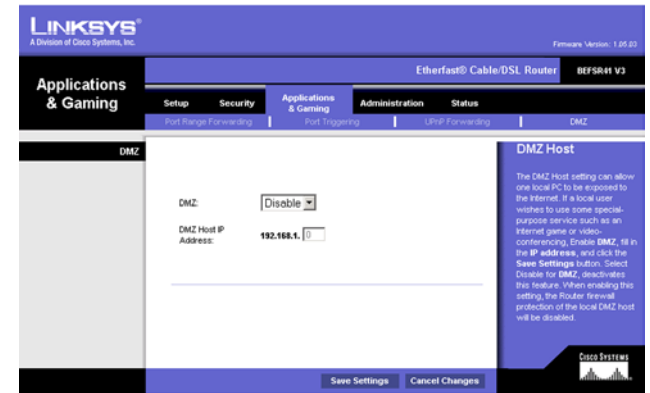 LINKSYS®
A Division of Cisco Systems, Inc.
Firmware Version: 1.05.03
Etherfast® Cable/DSL Router BEFSR41 V3
Applications
& Gaming
Setup Security Applications & Gaming Administration Status
Port Range Forwarding Port Triggering UPnP Forwarding DMZ
DMZ
DMZ: Disable
DMZ Host IP
Address: 192.168.1. 0
DMZ Host
The DMZ Host setting can allow
one local PC to be exposed to
the Internet. If a local user
wishes to use some special-
purpose service such as an
Internet game or video-
conferencing, Enable DMZ, fill in
the IP address, and click the
Save Settings button. Select
Disable for DMZ, deactivates
this feature. When enabling this
setting, the Router firewall
protection of the local DMZ host
will be disabled.
CISCO SYSTEMS
Save Settings Cancel Changes